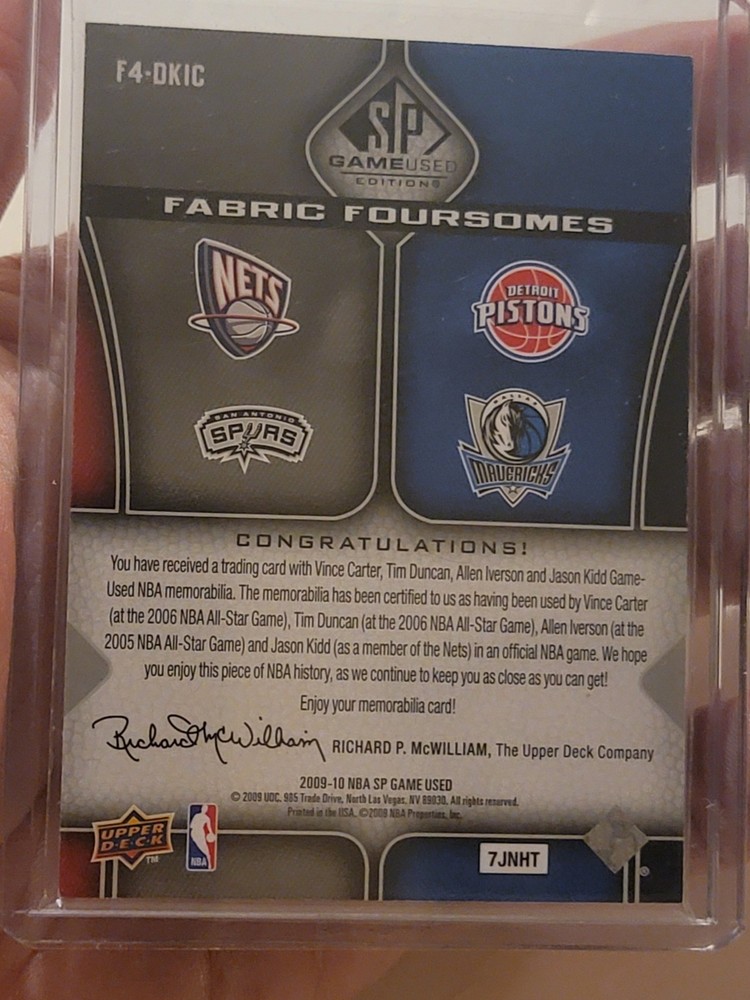 F4-DKIC
SP
GAMEUSED
EDITION®
FABRIC FOURSOMES
NETS
DETROIT
PISTONS
SAN ANTONIO
SPURS
DALLAS
MAVERICKS
CONGRATULATIONS!
You have received a trading card with Vince Carter, Tim Duncan, Allen Iverson and Jason Kidd Game-
Used NBA memorabilia. The memorabilia has been certified to us as having been used by Vince Carter
(at the 2006 NBA All-Star Game), Tim Duncan (at the 2006 NBA All-Star Game), Allen Iverson (at the
2005 NBA All-Star Game) and Jason Kidd (as a member of the Nets) in an official NBA game. We hope
you enjoy this piece of NBA history, as we continue to keep you as close as you can get!
Enjoy your memorabilia card!
Richard McWilliam RICHARD P. McWILLIAM, The Upper Deck Company
2009-10 NBA SP GAME USED
© 2009 UDC. 985 Trade Drive, North Las Vegas, NV 89030. All rights reserved.
Printed in the USA. ©2009 NBA Properties, Inc.
UPPER
D·E·C·K
TM
NBA
7JNHT
®